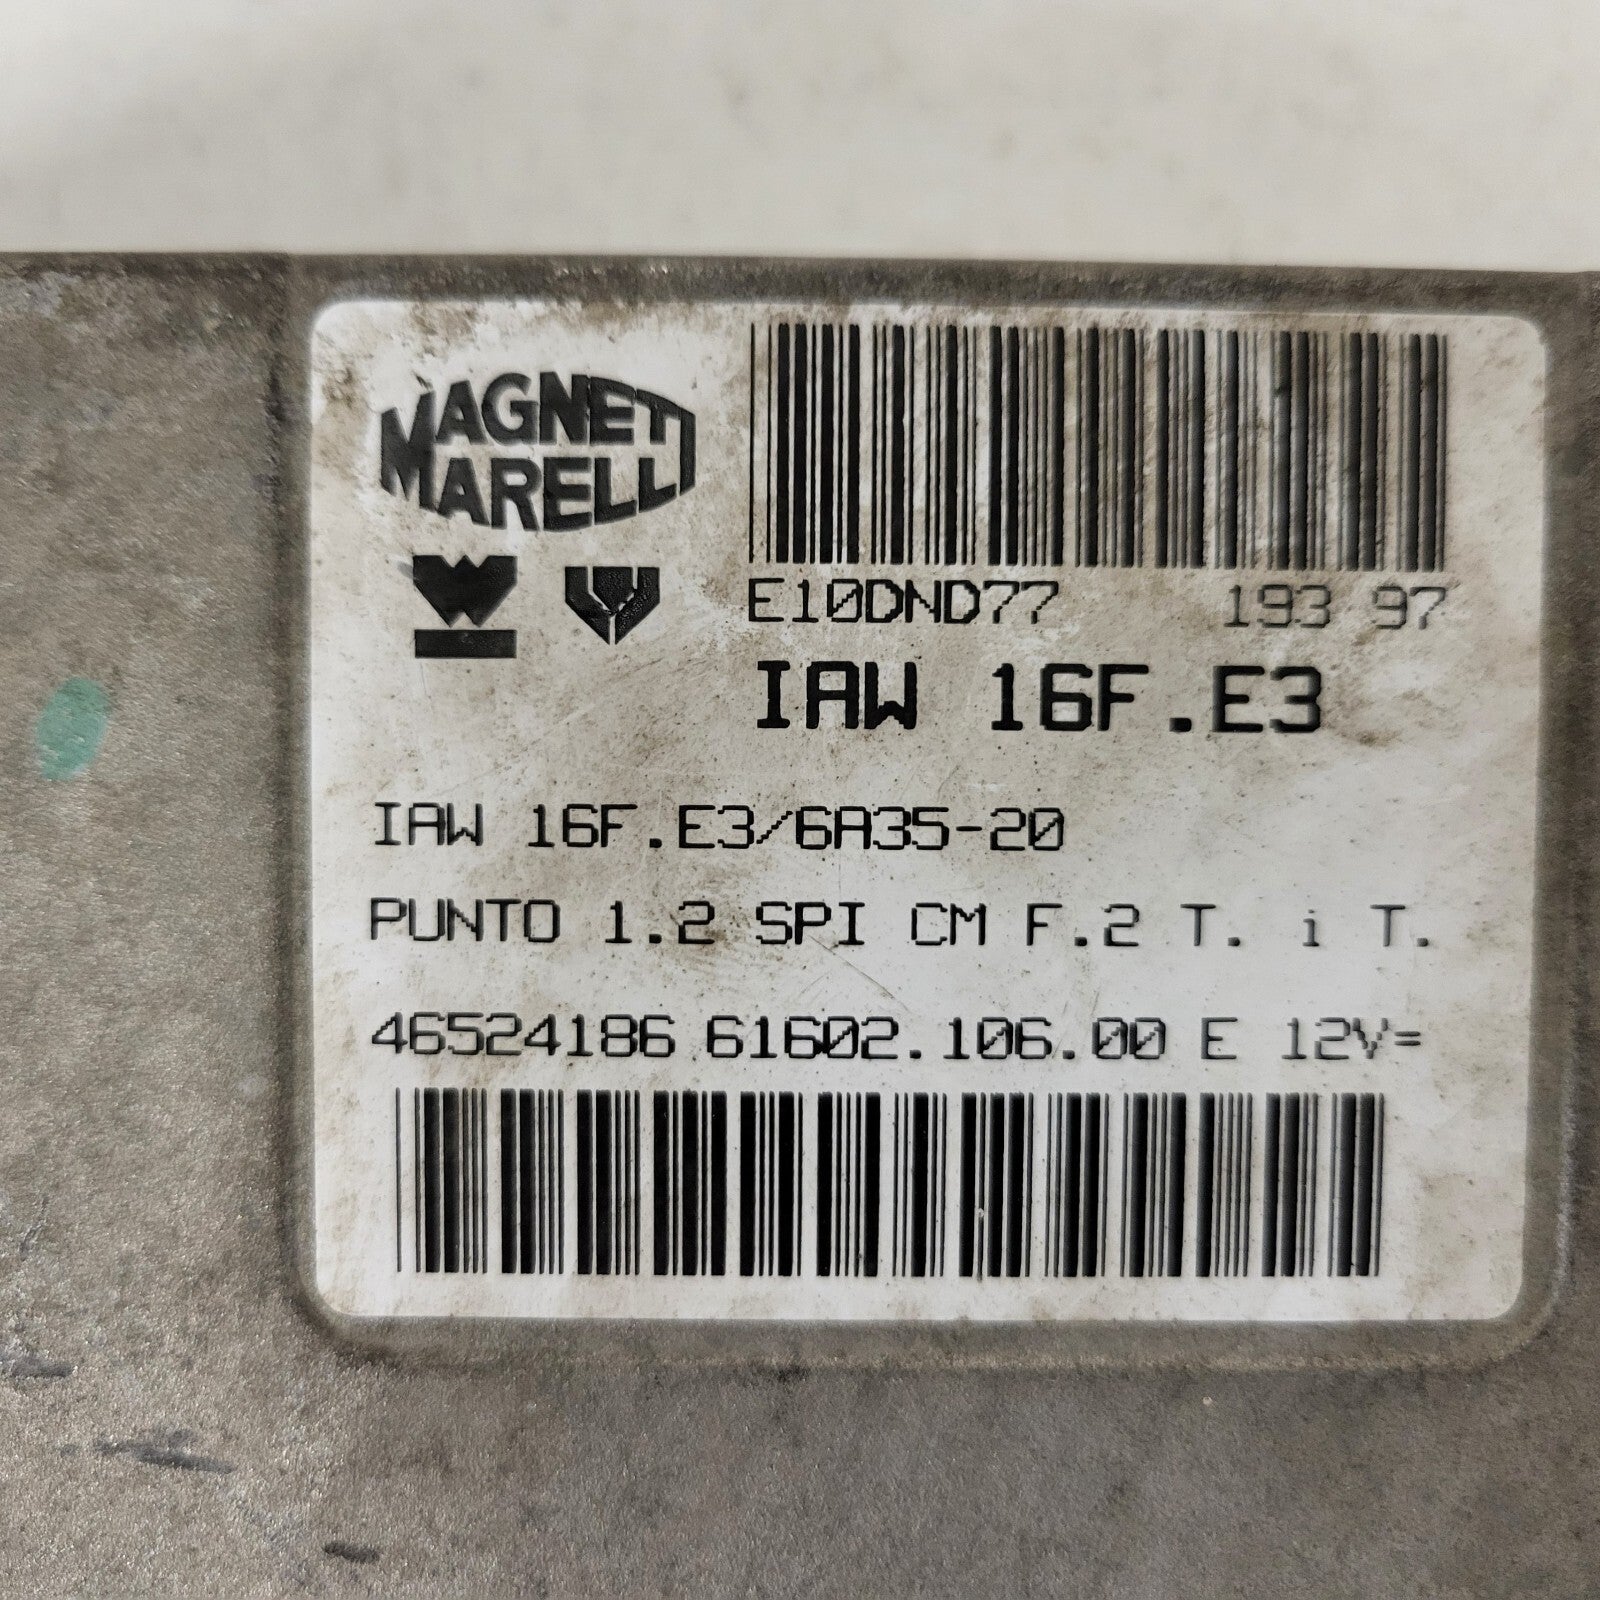 MAGNETI
MARELLI
E10DND77 193 97
IAW 16F.E3
IAW 16F.E3/6A35-20
PUNTO 1.2 SPI CM F.2 T. i T.
46524186 61602.106.00 E 12V=